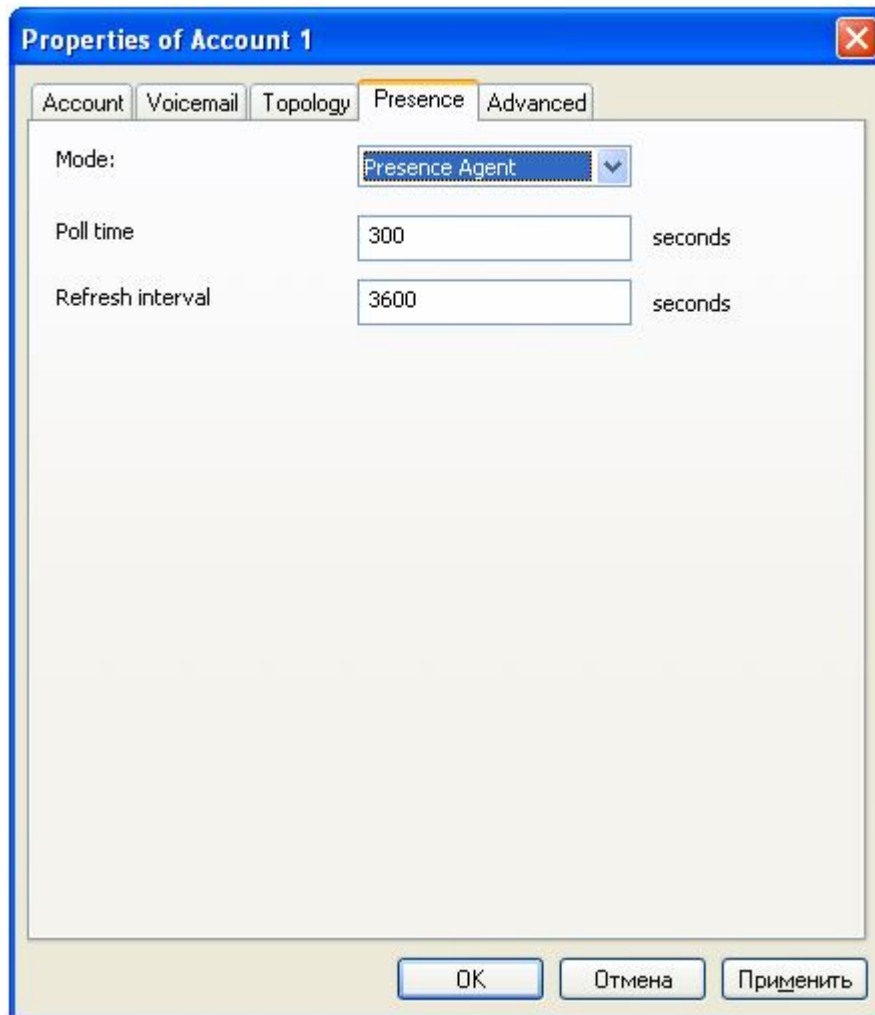 Properties of Account 1
Account Voicemail Topology Presence Advanced
Mode: Presence Agent
Poll time 300 seconds
Refresh interval 3600 seconds
OK Отмена Применить